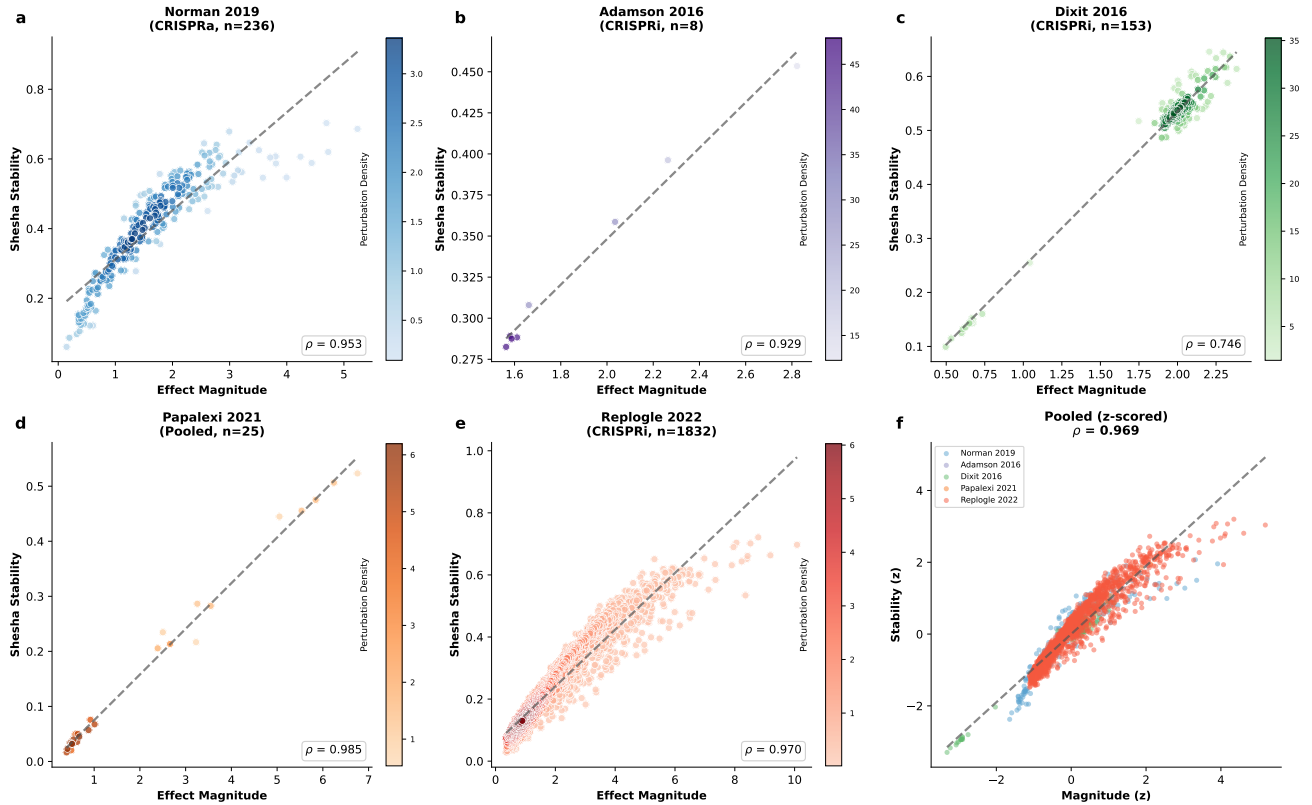 a
Norman 2019
(CRISPRa, n=236)
Shesha Stability
0.8
0.6
0.4
0.2
0
1
2
3
4
5
Effect Magnitude
ρ = 0.953
3.0
2.5
2.0
1.5
1.0
0.5
Perturbation Density
b
Adamson 2016
(CRISPRi, n=8)
Shesha Stability
0.450
0.425
0.400
0.375
0.350
0.325
0.300
0.275
1.6
1.8
2.0
2.2
2.4
2.6
2.8
Effect Magnitude
ρ = 0.929
45
40
35
30
25
20
15
Perturbation Density
c
Dixit 2016
(CRISPRi, n=153)
Shesha Stability
0.6
0.5
0.4
0.3
0.2
0.1
0.50
0.75
1.00
1.25
1.50
1.75
2.00
2.25
Effect Magnitude
ρ = 0.746
35
30
25
20
15
10
5
Perturbation Density
d
Papalexi 2021
(Pooled, n=25)
Shesha Stability
0.5
0.4
0.3
0.2
0.1
0.0
1
2
3
4
5
6
7
Effect Magnitude
ρ = 0.985
6
5
4
3
2
1
Perturbation Density
e
Replogle 2022
(CRISPRi, n=1832)
Shesha Stability
1.0
0.8
0.6
0.4
0.2
0.0
0
2
4
6
8
10
Effect Magnitude
ρ = 0.970
6
5
4
3
2
1
Perturbation Density
f
Pooled (z-scored)
ρ = 0.969
Norman 2019
Adamson 2016
Dixit 2016
Papalexi 2021
Replogle 2022
Stability (z)
4
2
0
−2
−2
0
2
4
Magnitude (z)